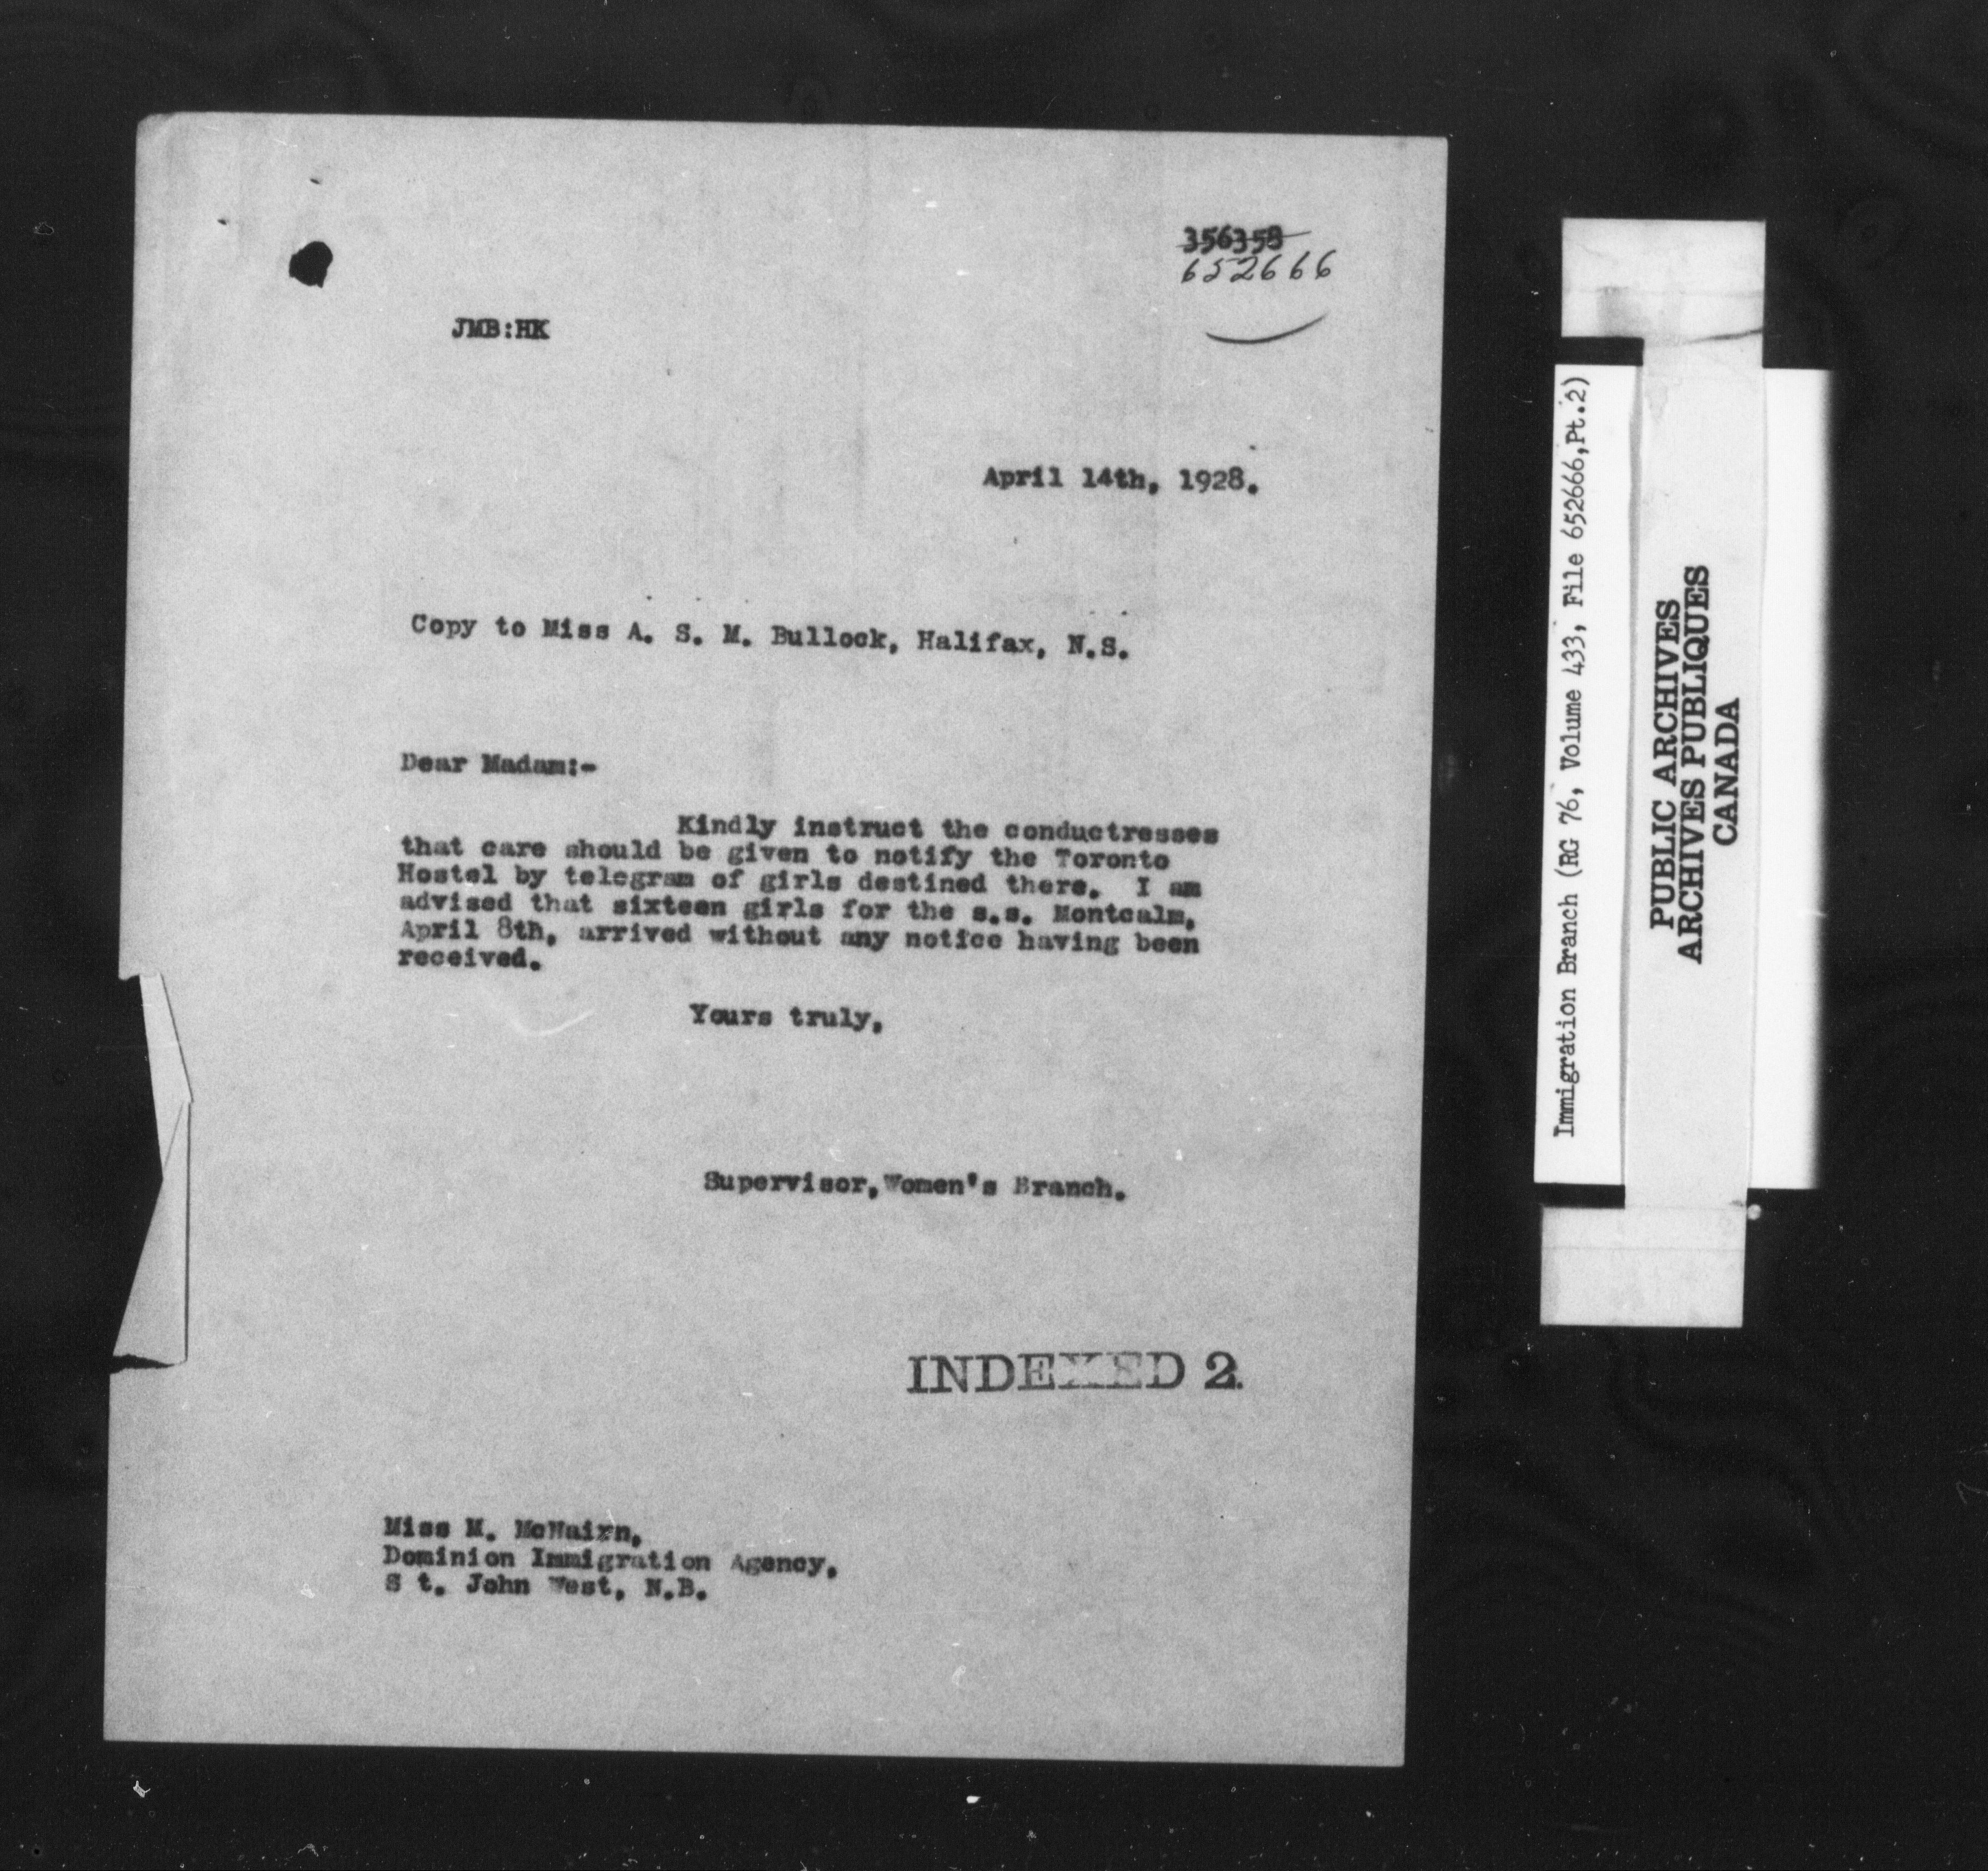 356358
652666
JMB:HK
April 14th, 1928.
Copy to Miss A. S. M. Bullock, Halifax, N.S.
Dear Madam:-
Kindly instruct the conductresses
that care should be given to notify the Toronto
Hostel by telegram of girls destined there. I am
advised that sixteen girls for the s.s. Montcalm,
April 8th, arrived without any notice having been
received.
Yours truly,
Supervisor,Women's Branch.
INDEXED 2.
Miss M. McNairn,
Dominion Immigration Agency,
S t. John West, N.B.
Immigration Branch (RG 76, Volume 433, File 652666,Pt.2)
PUBLIC ARCHIVES
ARCHIVES PUBLIQUES
CANADA